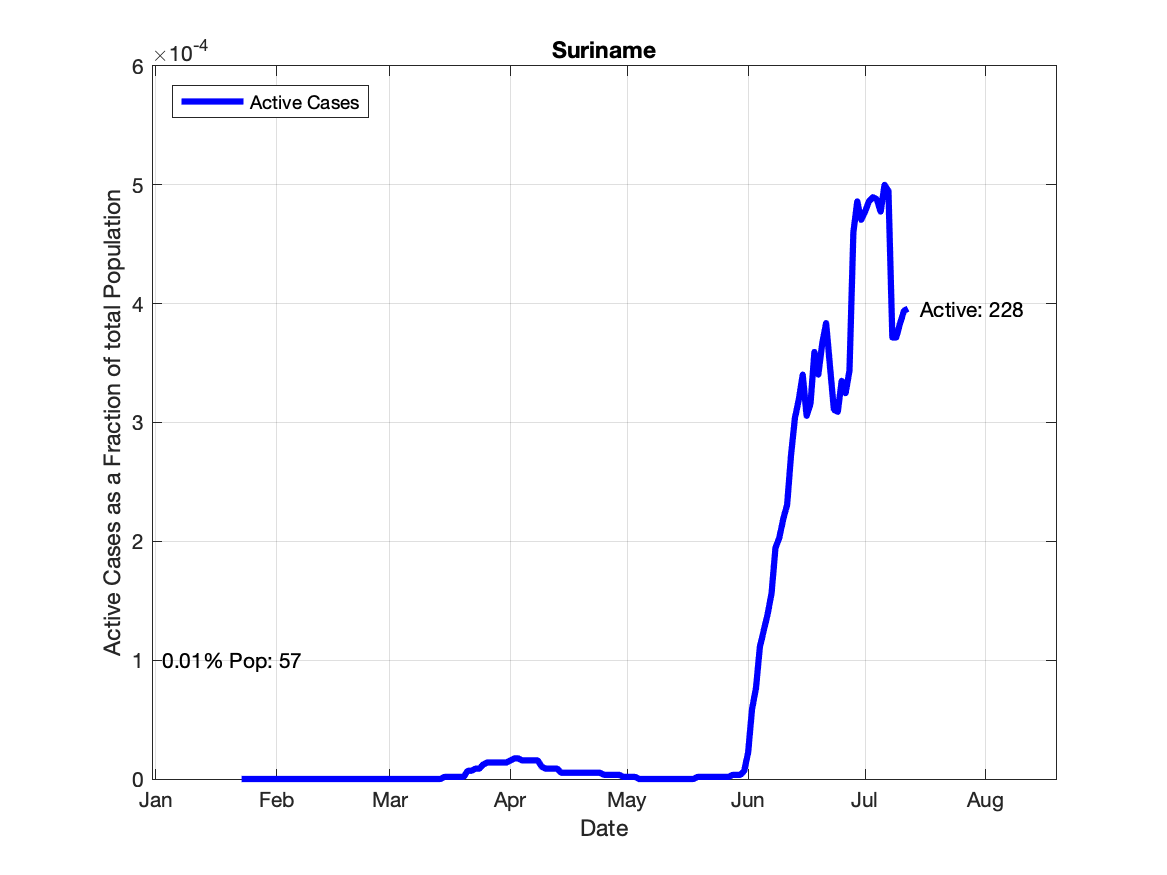 Suriname
×10-4
6
5
4
3
2
1
0
Active Cases
Active: 228
0.01% Pop: 57
Active Cases as a Fraction of total Population
Jan Feb Mar Apr May Jun Jul Aug
Date